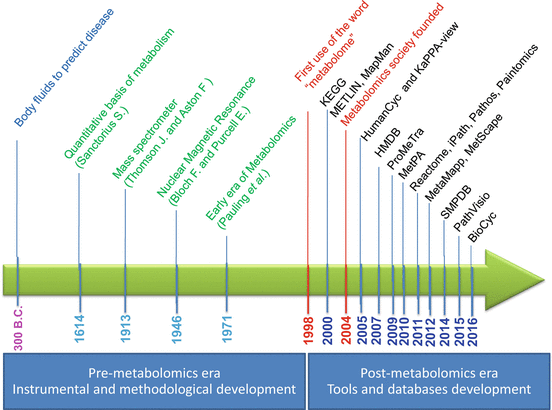 Body fluids to predict disease
Quantitative basis of metabolism
(Sanctorius S.)
Mass spectrometer
(Thomson J. and Aston F )
Nuclear Magnetic Resonance
(Bloch F. and Purcell E.)
Early era of Metabolomics
(Pauling et al,)
First use of the word
"metabolome"
KEGG
METLIN, MapMan
Metabolomics society founded
HumanCyc and KaPPA-view
HMDB
ProMeTra
MetPA
Reactome, iPath, Pathos, Paintomics
MetaMapp, MetScape
SMPDB
PathVisio
BioCyc
300 B.C.
1614
1913
1946
1971
1998
2000
2004
2005
2007
2009
2010
2011
2012
2014
2015
2016
Pre-metabolomics era
Instrumental and methodological development
Post-metabolomics era
Tools and databases development